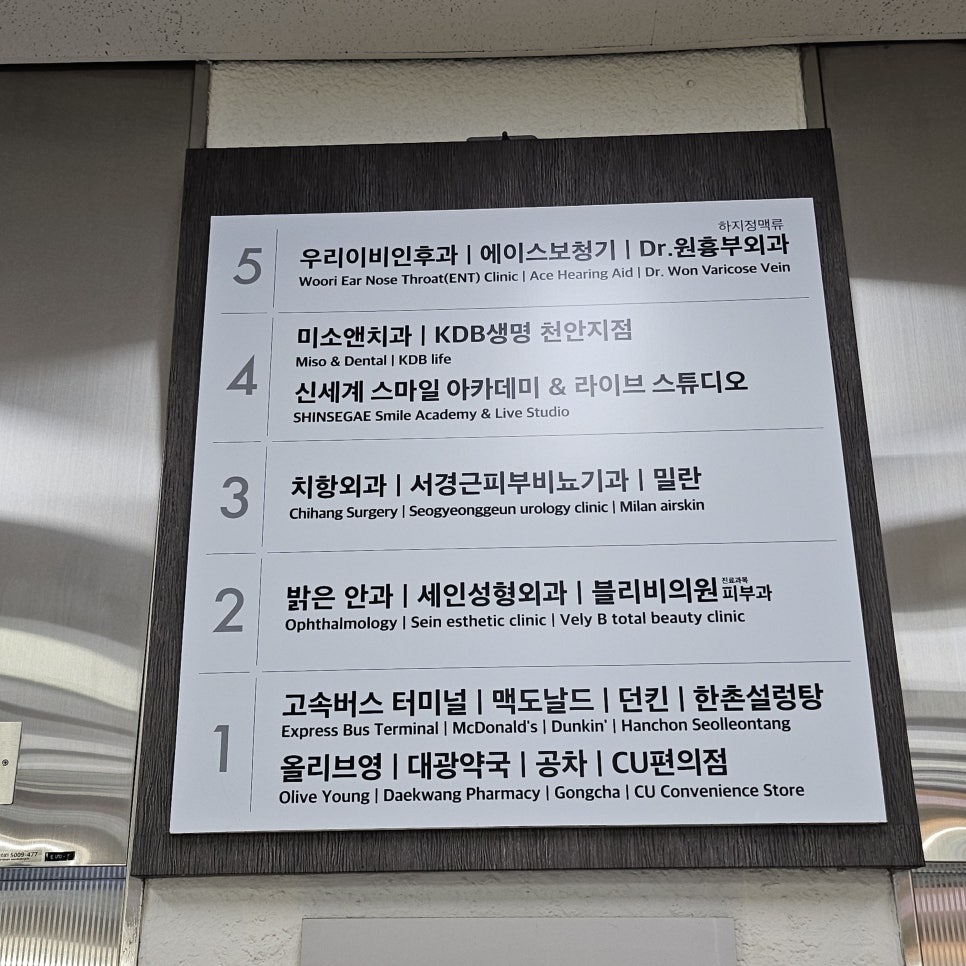 하지정맥류
5 우리이비인후과 | 에이스보청기 | Dr.원흉부외과
Woori Ear Nose Throat(ENT) Clinic | Ace Hearing Aid | Dr. Won Varicose Vein
4 미소앤치과 | KDB생명 천안지점
Miso & Dental | KDB life
신세계 스마일 아카데미 & 라이브 스튜디오
SHINSEGAE Smile Academy & Live Studio
3 치항외과 | 서경근피부비뇨기과 | 밀란
Chihang Surgery | Seogyeonggeun urology clinic | Milan airskin
진료과목
2 밝은 안과 | 세인성형외과 | 블리비의원 피부과
Ophthalmology | Sein esthetic clinic | Vely B total beauty clinic
1 고속버스 터미널 | 맥도날드 | 던킨 | 한촌설렁탕
Express Bus Terminal | McDonald's | Dunkin' | Hanchon Seolleontang
올리브영 | 대광약국 | 공차 | CU편의점
Olive Young | Daekwang Pharmacy | Gongcha | CU Convenience Store
5009-477